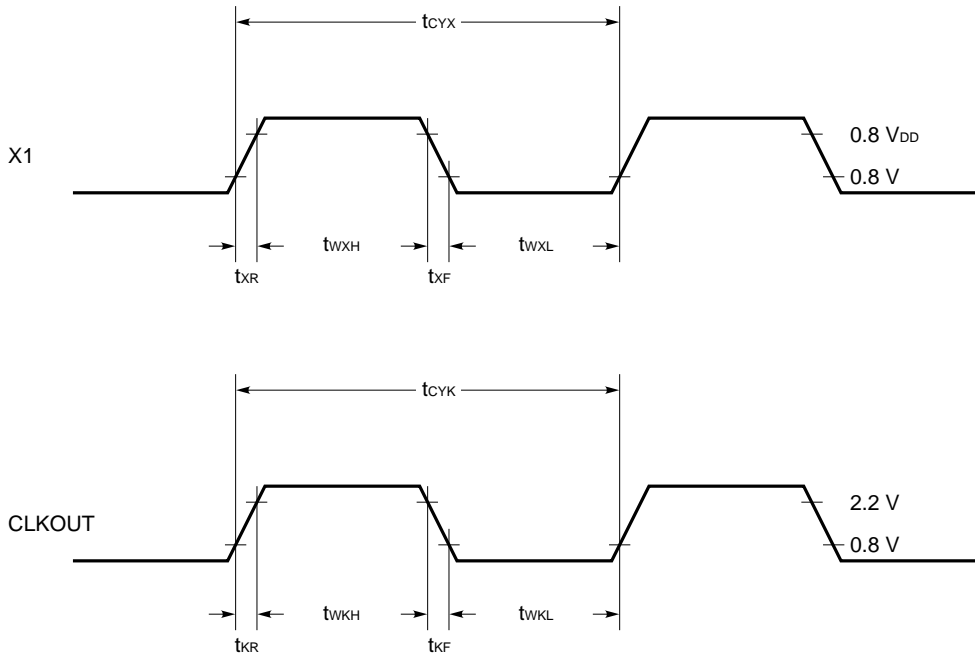 tCYX
0.8 VDD
X1
0.8 V
tWXH
tWXL
tXR
tXF
tCYK
2.2 V
CLKOUT
0.8 V
tWKH
tWKL
tKR
tKF